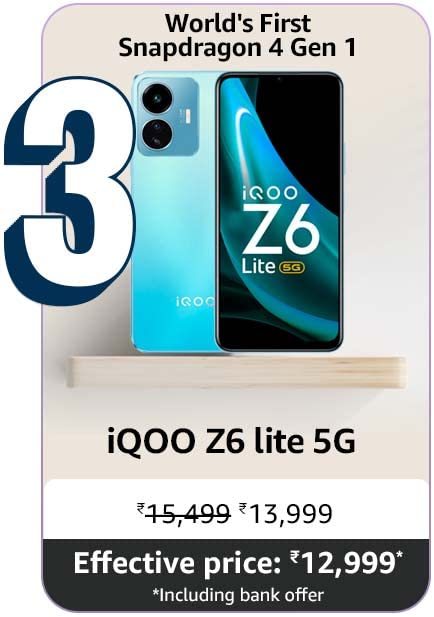 World's First
Snapdragon 4 Gen 1
3
iQOO
Z6
Lite 5G
iQOO
iQOO Z6 lite 5G
₹15,499 ₹13,999
Effective price: ₹12,999*
*Including bank offer